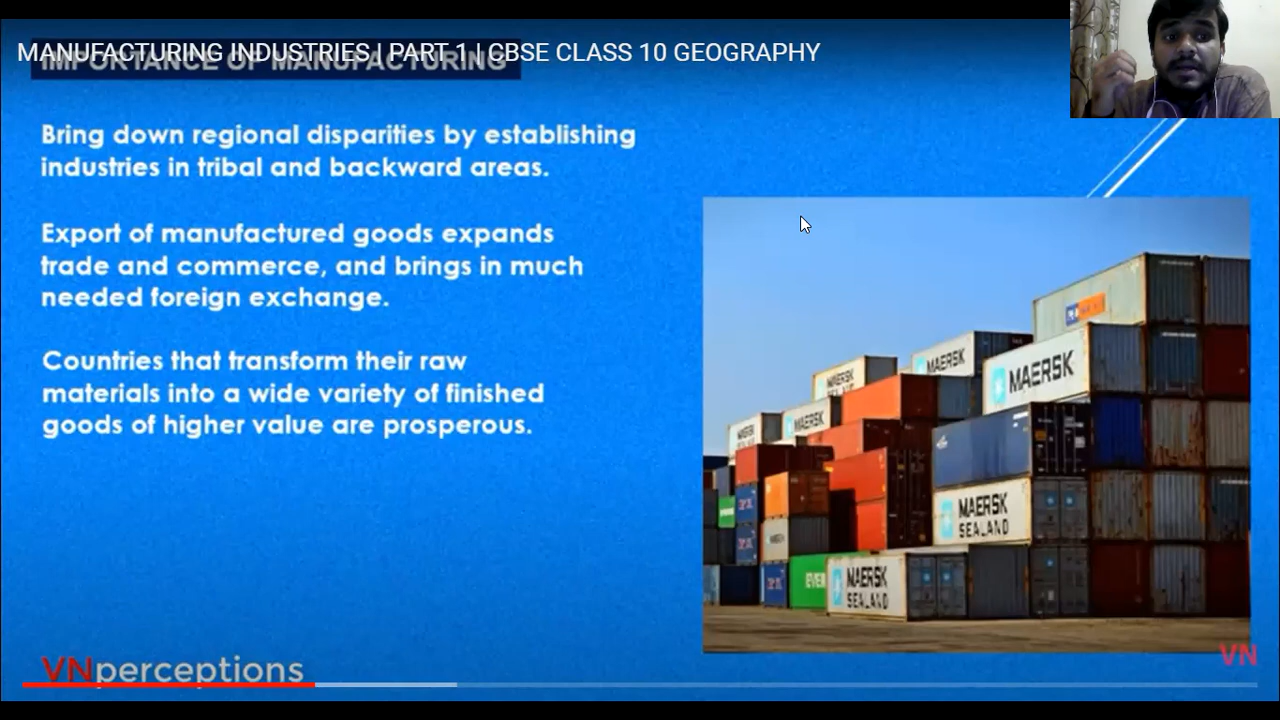 MANUFACTURING INDUSTRIES | PART 1 | CBSE CLASS 10 GEOGRAPHY
IMPORTANCE OF MANUFACTURING
Bring down regional disparities by establishing
industries in tribal and backward areas.
Export of manufactured goods expands
trade and commerce, and brings in much
needed foreign exchange.
Countries that transform their raw
materials into a wide variety of finished
goods of higher value are prosperous.
MAERSK
MAERSK
MAERSK
MAERSK
MAERSK
SEALAND
MAERSK
SEALAND
VNperceptions
VN